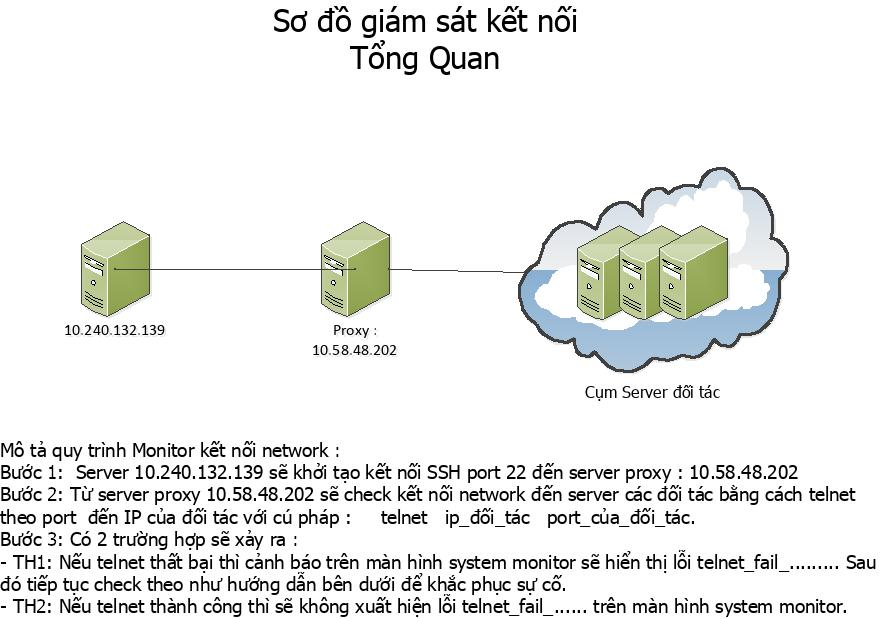 Sơ đồ giám sát kết nối
Tổng Quan
10.240.132.139
Proxy :
10.58.48.202
Cụm Server đối tác
Mô tả quy trình Monitor kết nối network :
Bước 1:  Server 10.240.132.139 sẽ khởi tạo kết nối SSH port 22 đến server proxy : 10.58.48.202
Bước 2: Từ server proxy 10.58.48.202 sẽ check kết nối network đến server các đối tác bằng cách telnet
theo port  đến IP của đối tác với cú pháp :     telnet   ip_đối_tác   port_của_đối_tác.
Bước 3: Có 2 trường hợp sẽ xảy ra :
- TH1: Nếu telnet thất bại thì cảnh báo trên màn hình system monitor sẽ hiển thị lỗi telnet_fail_......... Sau
đó tiếp tục check theo như hướng dẫn bên dưới để khắc phục sự cố.
- TH2: Nếu telnet thành công thì sẽ không xuất hiện lỗi telnet_fail_...... trên màn hình system monitor.